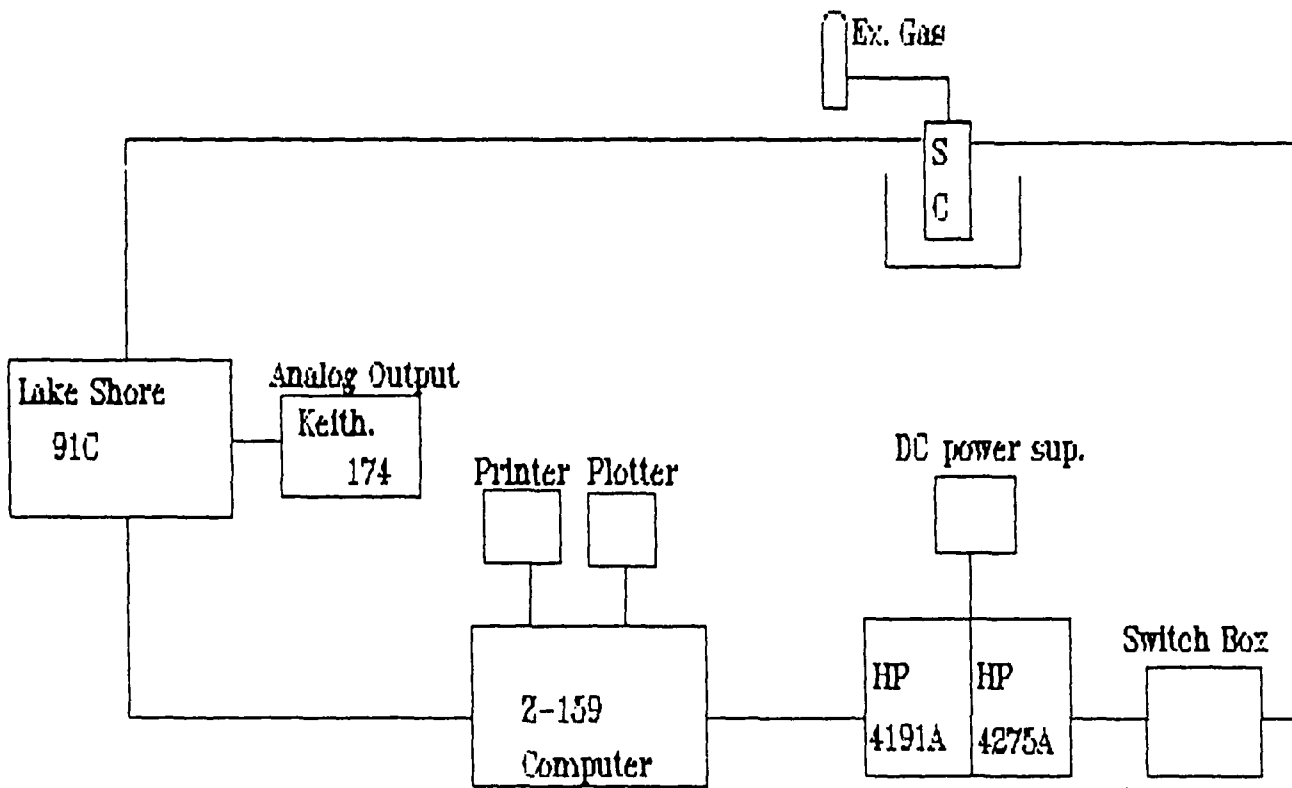 Ex. Gas
S
C
Lake Shore
91C
Analog Output
Keith.
174
Printer
Plotter
DC power sup.
Z-159
Computer
HP
4191A
HP
4275A
Switch Box